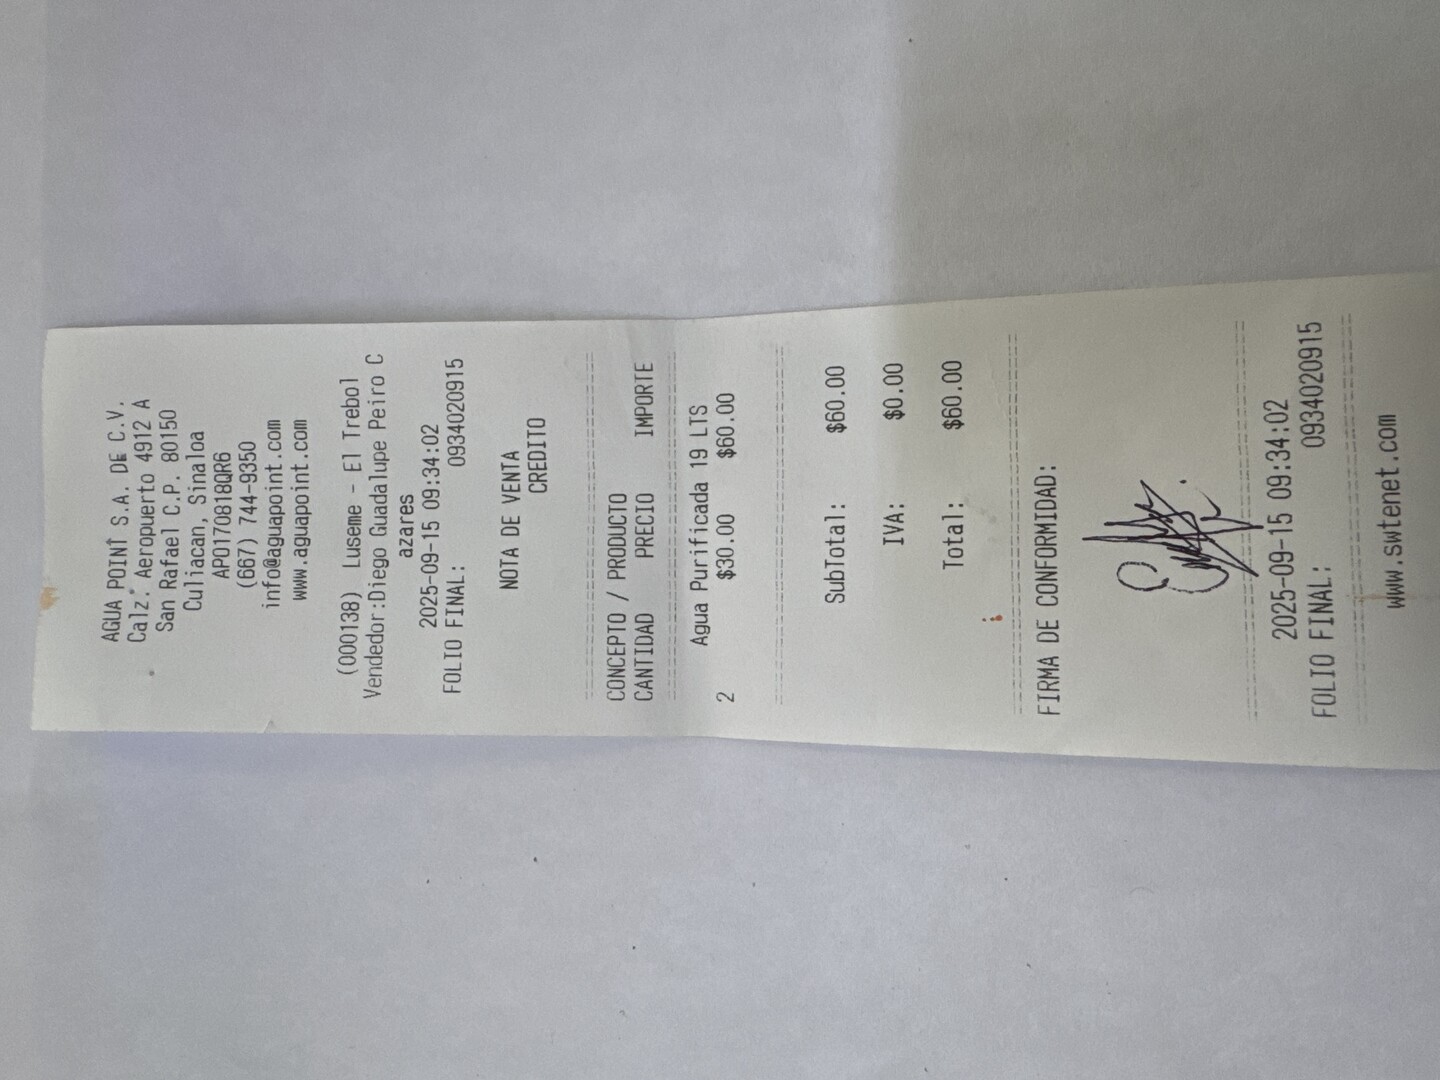 AGUA POINT S.A. DE C.V.
Calz. Aeropuerto 4912 A
San Rafael C.P. 80150
Culiacan, Sinaloa
APO170818QR6
(667) 744-9350
info@aguapoint.com
www.aguapoint.com
(000138) Luseme - El Trebol
Vendedor:Diego Guadalupe Peiro C
azares
2025-09-15 09:34:02
FOLIO FINAL: 0934020915
NOTA DE VENTA
CREDITO
CONCEPTO / PRODUCTO
CANTIDAD PRECIO IMPORTE
Agua Purificada 19 LTS
2 $30.00 $60.00
SubTotal: $60.00
IVA: $0.00
Total: $60.00
FIRMA DE CONFORMIDAD:
2025-09-15 09:34:02
FOLIO FINAL: 0934020915
www.swtenet.com